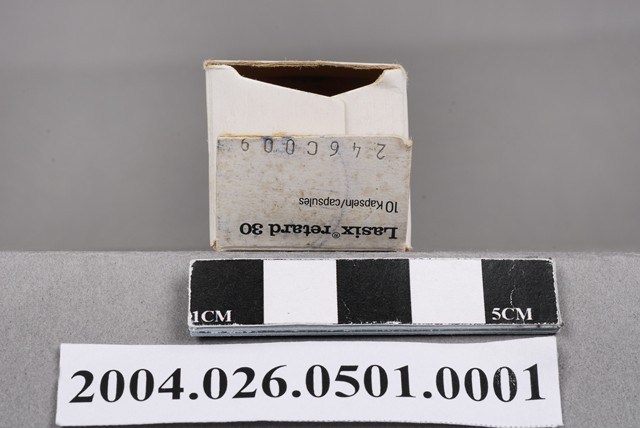 Lasix® retard 30
10 Kapseln/capsules
246C009
1CM 5CM
2004.026.0501.0001